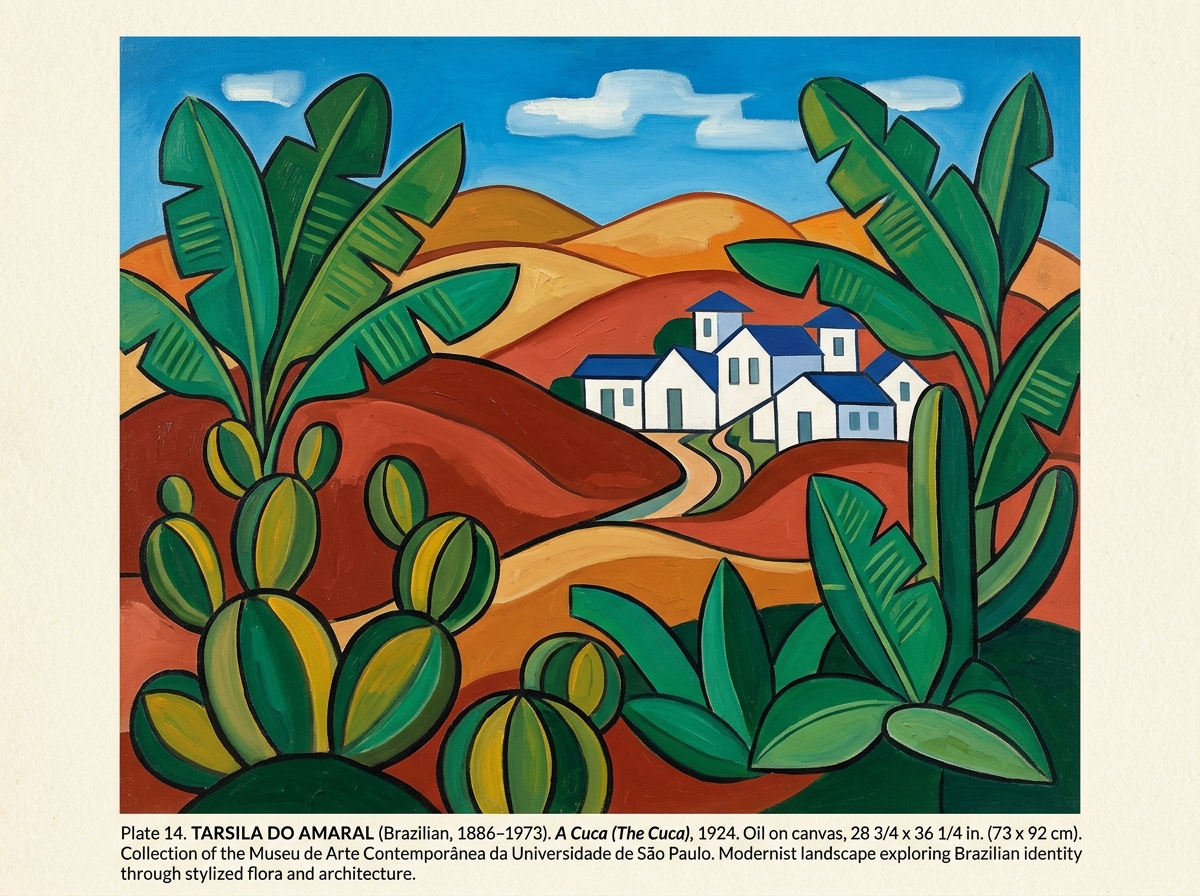 Plate 14. TARSILA DO AMARAL (Brazilian, 1886–1973). A Cuca (The Cuca), 1924. Oil on canvas, 28 3/4 x 36 1/4 in. (73 x 92 cm).
Collection of the Museu de Arte Contemporânea da Universidade de São Paulo. Modernist landscape exploring Brazilian identity
through stylized flora and architecture.